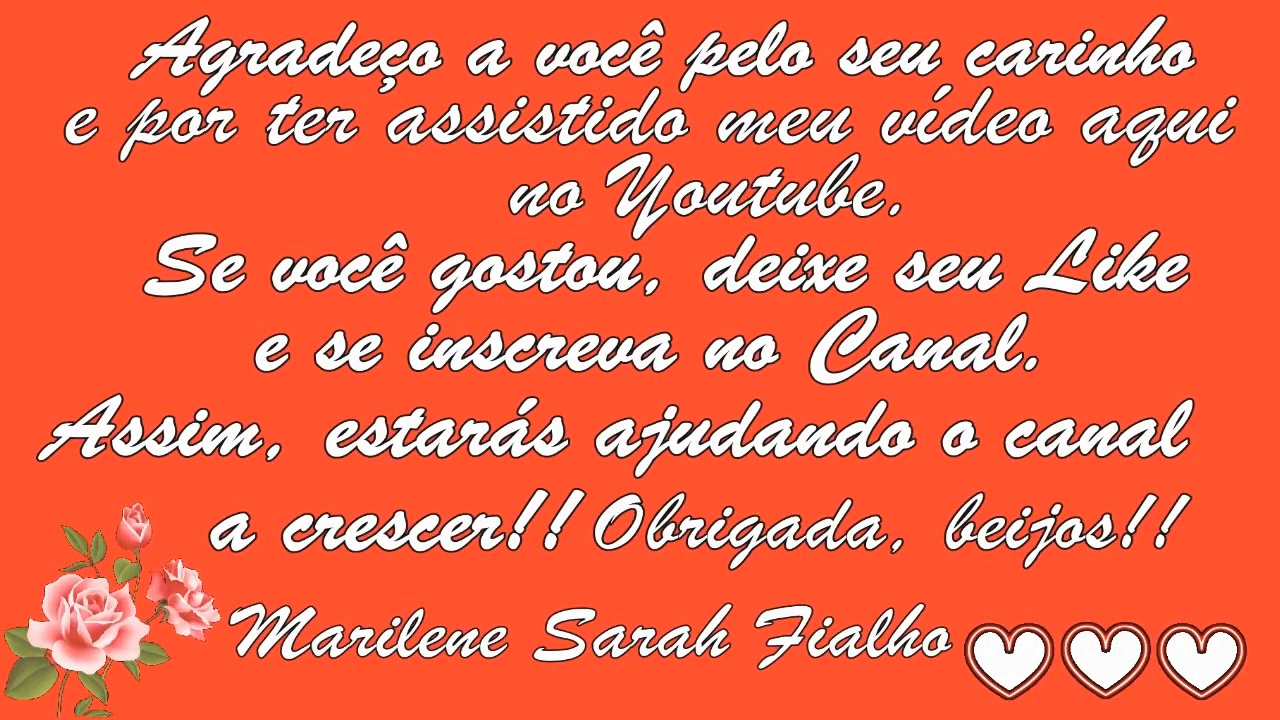 Agradeço a você pelo seu carinho
e por ter assistido meu vídeo aqui
no Youtube.
Se você gostou, deixe seu Like
e se inscreva no Canal.
Assim, estarás ajudando o canal
a crescer!! Obrigada, beijos!!
Marilene Sarah Fialho